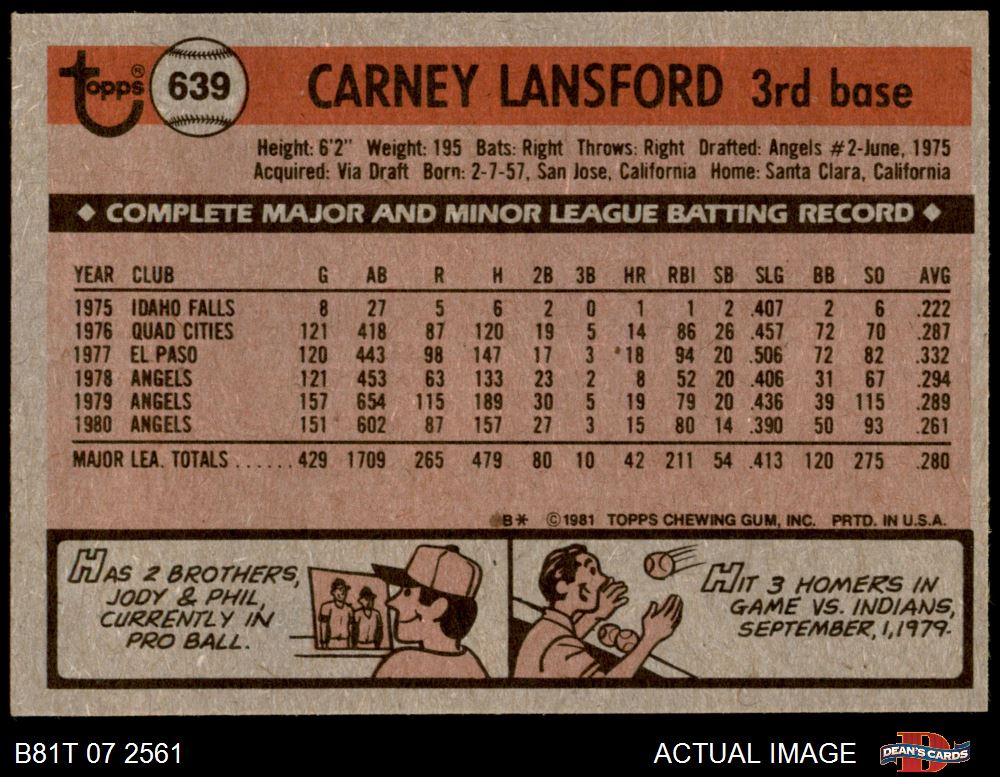 topps® 639 CARNEY LANSFORD 3rd base
Height: 6'2" Weight: 195 Bats: Right Throws: Right Drafted: Angels #2-June, 1975
Acquired: Via Draft Born: 2-7-57, San Jose, California Home: Santa Clara, California
◆ COMPLETE MAJOR AND MINOR LEAGUE BATTING RECORD ◆
YEAR CLUB G AB R H 2B 3B HR RBI SB SLG BB SO AVG
1975 IDAHO FALLS 8 27 5 6 2 0 1 1 2 .407 2 6 .222
1976 QUAD CITIES 121 418 87 120 19 5 14 86 26 .457 72 70 .287
1977 EL PASO 120 443 98 147 17 3 *18 94 20 .506 72 82 .332
1978 ANGELS 121 453 63 133 23 2 8 52 20 .406 31 67 .294
1979 ANGELS 157 654 115 189 30 5 19 79 20 .436 39 115 .289
1980 ANGELS 151 602 87 157 27 3 15 80 14 .390 50 93 .261
MAJOR LEA. TOTALS ...... 429 1709 265 479 80 10 42 211 54 .413 120 275 .280
B* ©1981 TOPPS CHEWING GUM, INC. PRTD. IN U.S.A.
HAS 2 BROTHERS,
JODY & PHIL,
CURRENTLY IN
PRO BALL.
HIT 3 HOMERS IN
GAME VS. INDIANS,
SEPTEMBER, 1, 1979.
B81T 07 2561 ACTUAL IMAGE DEAN'S CARDS